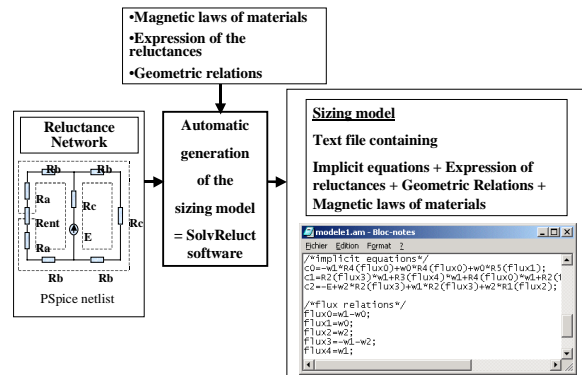 •Magnetic laws of materials
•Expression of the
reluctances
•Geometric relations
Reluctance
Network
Rb
Rb
Ra
Rc
Rent
Rc
Ra
E
Rb
Rb
PSpice netlist
Automatic
generation
of the
sizing model
= SolvReluct
software
Sizing model
Text file containing
Implicit equations + Expression of
reluctances + Geometric Relations +
Magnetic laws of materials
modele1.am - Bloc-notes
Fichier Edition Format ?
/*implicit equations*/
c0=-w1*R4(flux0)+w0*R4(flux0)+w0*R5(flux1);
c1=R2(flux3)*w1+R3(flux4)*w1+R4(flux0)*w1+R2(f
c2=-E+w2*R2(flux3)+w1*R2(flux3)+w2*R1(flux2);
/*flux relations*/
flux0=w1-w0;
flux1=w0;
flux2=w2;
flux3=-w1-w2;
flux4=w1;